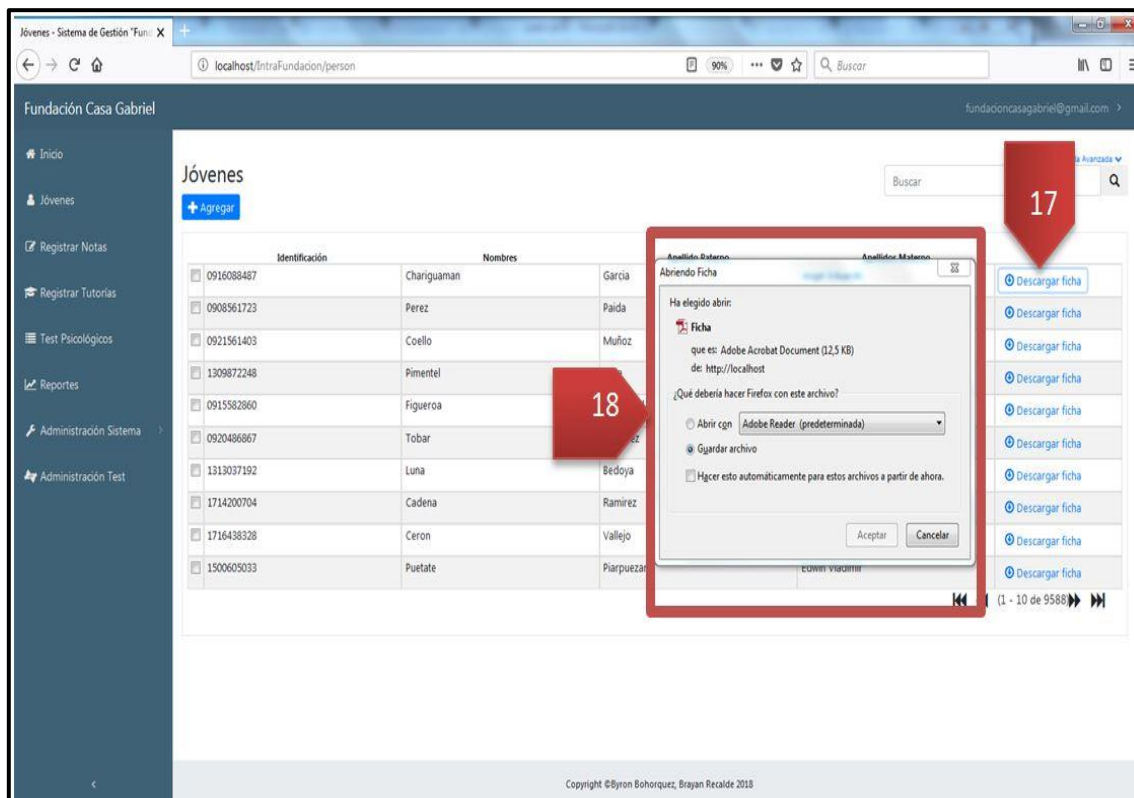 Jóvenes - Sistema de Gestión "Fun
localhost/IntraFundacion/person
90%
Buscar
Fundación Casa Gabriel
fundacioncasagabriel@gmail.com
Inicio
Jóvenes
Registrar Notas
Registrar Tutorías
Test Psicológicos
Reportes
Administración Sistema
Administración Test
Jóvenes
Avanzada
Buscar
Agregar
17
Identificación Nombres Apellido Paterno Apellidos Materno
0916088487 Chariguaman Garcia Descargar ficha
0908561723 Perez Paida Descargar ficha
0921561403 Coello Muñoz Descargar ficha
1309872248 Pimentel Descargar ficha
0915582860 Figueroa Descargar ficha
0920486867 Tobar Descargar ficha
1313037192 Luna Bedoya Descargar ficha
1714200704 Cadena Ramirez Descargar ficha
1716438328 Ceron Vallejo Descargar ficha
1500605033 Puetate Piarpuezan Edwin Vladimir Descargar ficha
(1 - 10 de 9588)
18
Abriendo Ficha
Ha elegido abrir:
Ficha
que es: Adobe Acrobat Document (12,5 KB)
de: http://localhost
¿Qué debería hacer Firefox con este archivo?
Abrir con Adobe Reader (predeterminada)
Guardar archivo
Hacer esto automáticamente para estos archivos a partir de ahora.
Aceptar Cancelar
Copyright ©Byron Bohorquez, Brayan Recalde 2018